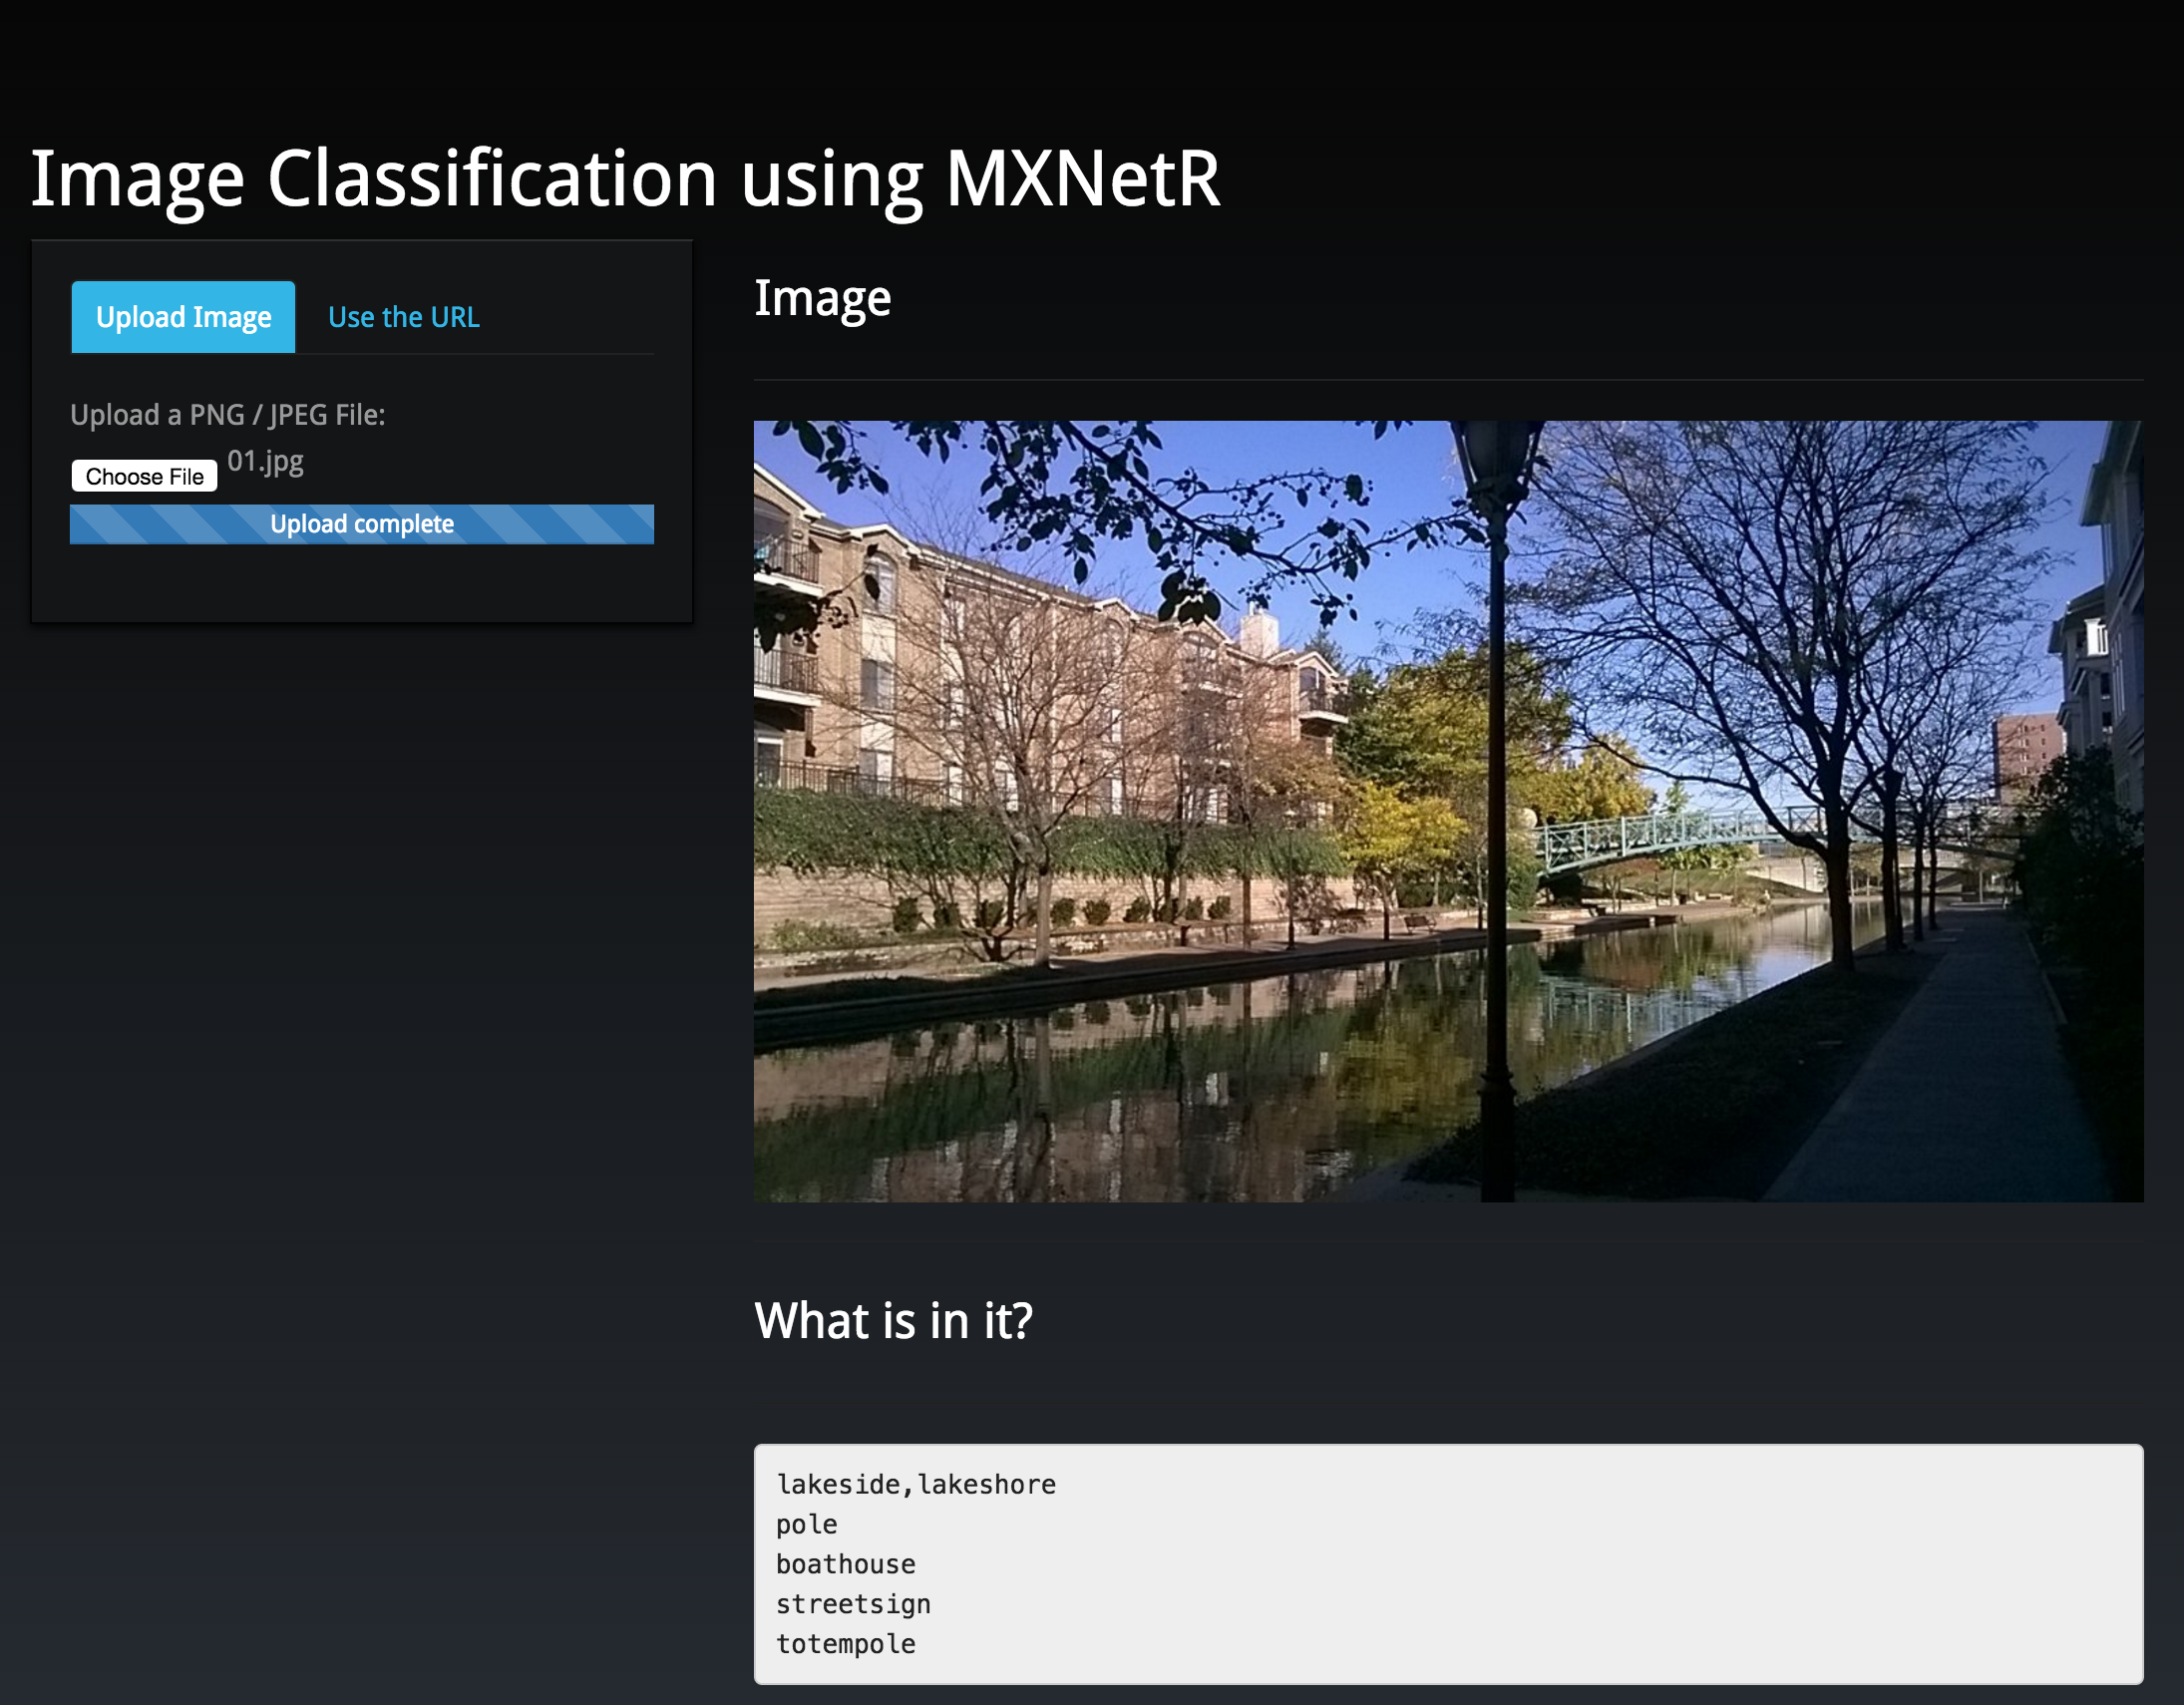 Image Classification using MXNetR
Upload Image
Use the URL
Upload a PNG / JPEG File:
Choose File 01.jpg
Upload complete
Image
What is in it?
lakeside,lakeshore
pole
boathouse
streetsign
totempole